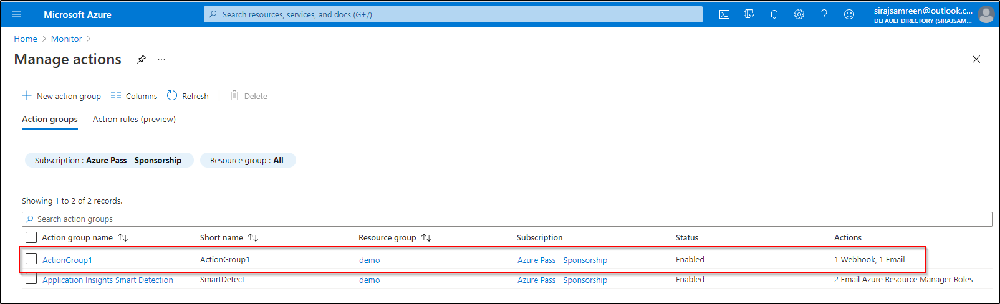 Microsoft Azure
Search resources, services, and docs (G+/)
sirajsamreen@outlook.c...
DEFAULT DIRECTORY (SIRAJSAM...
Home > Monitor >
Manage actions
New action group Columns Refresh Delete
Action groups Action rules (preview)
Subscription : Azure Pass - Sponsorship Resource group : All
Showing 1 to 2 of 2 records.
Search action groups
Action group name Short name Resource group Subscription Status Actions
ActionGroup1 ActionGroup1 demo Azure Pass - Sponsorship Enabled 1 Webhook, 1 Email
Application Insights Smart Detection SmartDetect demo Azure Pass - Sponsorship Enabled 2 Email Azure Resource Manager Roles